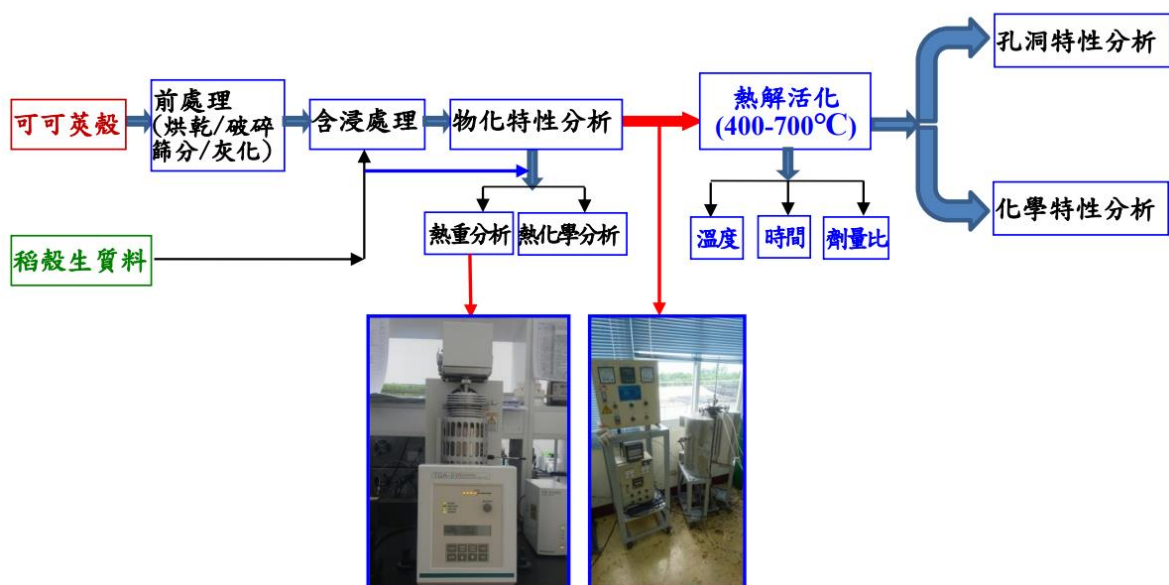 可可莢殼
前處理
(烘乾/破碎
篩分/灰化)
含浸處理
物化特性分析
熱解活化
(400-700°C)
孔洞特性分析
化學特性分析
熱重分析
熱化學分析
溫度
時間
劑量比
稻殼生質料